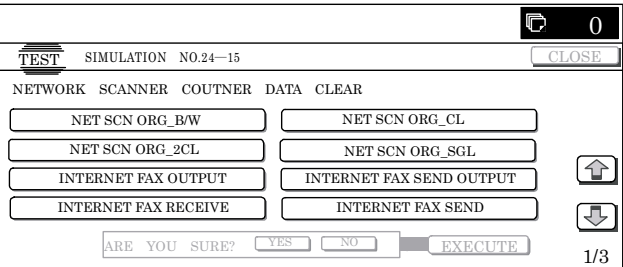 0
TEST SIMULATION NO.24—15 CLOSE
NETWORK SCANNER COUTNER DATA CLEAR
NET SCN ORG_B/W NET SCN ORG_CL
NET SCN ORG_2CL NET SCN ORG_SGL
INTERNET FAX OUTPUT INTERNET FAX SEND OUTPUT
INTERNET FAX RECEIVE INTERNET FAX SEND
ARE YOU SURE? YES NO EXECUTE
1/3